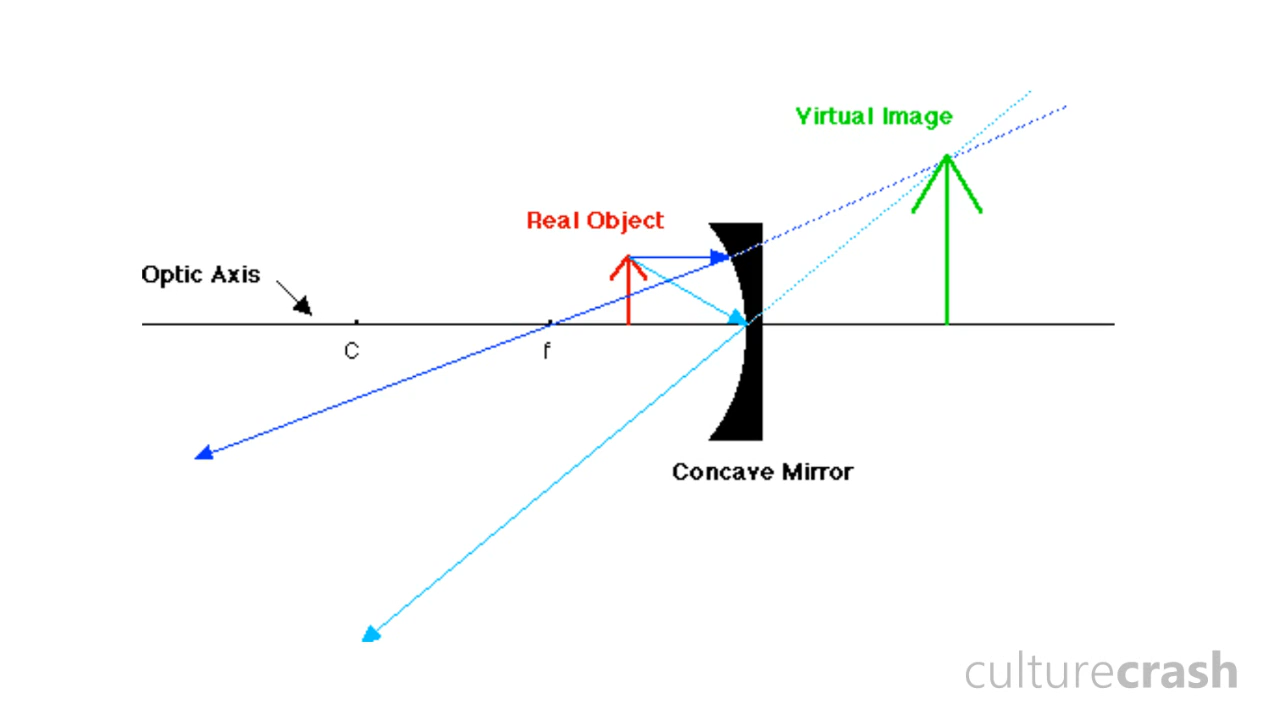 Virtual Image
Real Object
Optic Axis
C
f
Concave Mirror
culturecrash